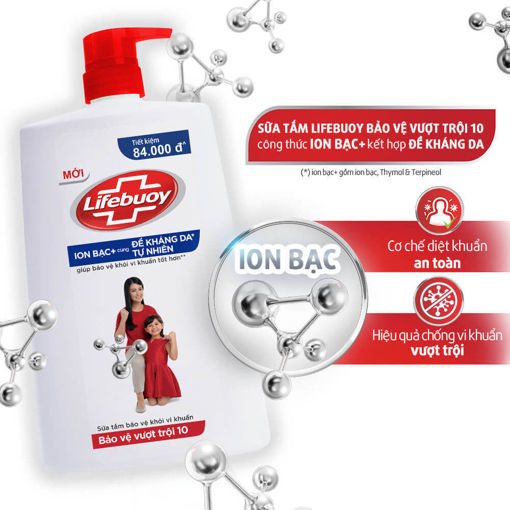 Tiết kiệm
84.000 đ^
MỚI
Lifebuoy
ION BẠC+ cùng ĐỀ KHÁNG DA*
TỰ NHIÊN
giúp bảo vệ khỏi vi khuẩn tốt hơn**
Sữa tắm bảo vệ khỏi vi khuẩn
Bảo vệ vượt trội 10
SỮA TẮM LIFEBUOY BẢO VỆ VƯỢT TRỘI 10
công thức ION BẠC+ kết hợp ĐỀ KHÁNG DA
(*) ion bạc+ gồm ion bạc, Thymol & Terpineol
ION BẠC
Cơ chế diệt khuẩn
an toàn
Hiệu quả chống vi khuẩn
vượt trội